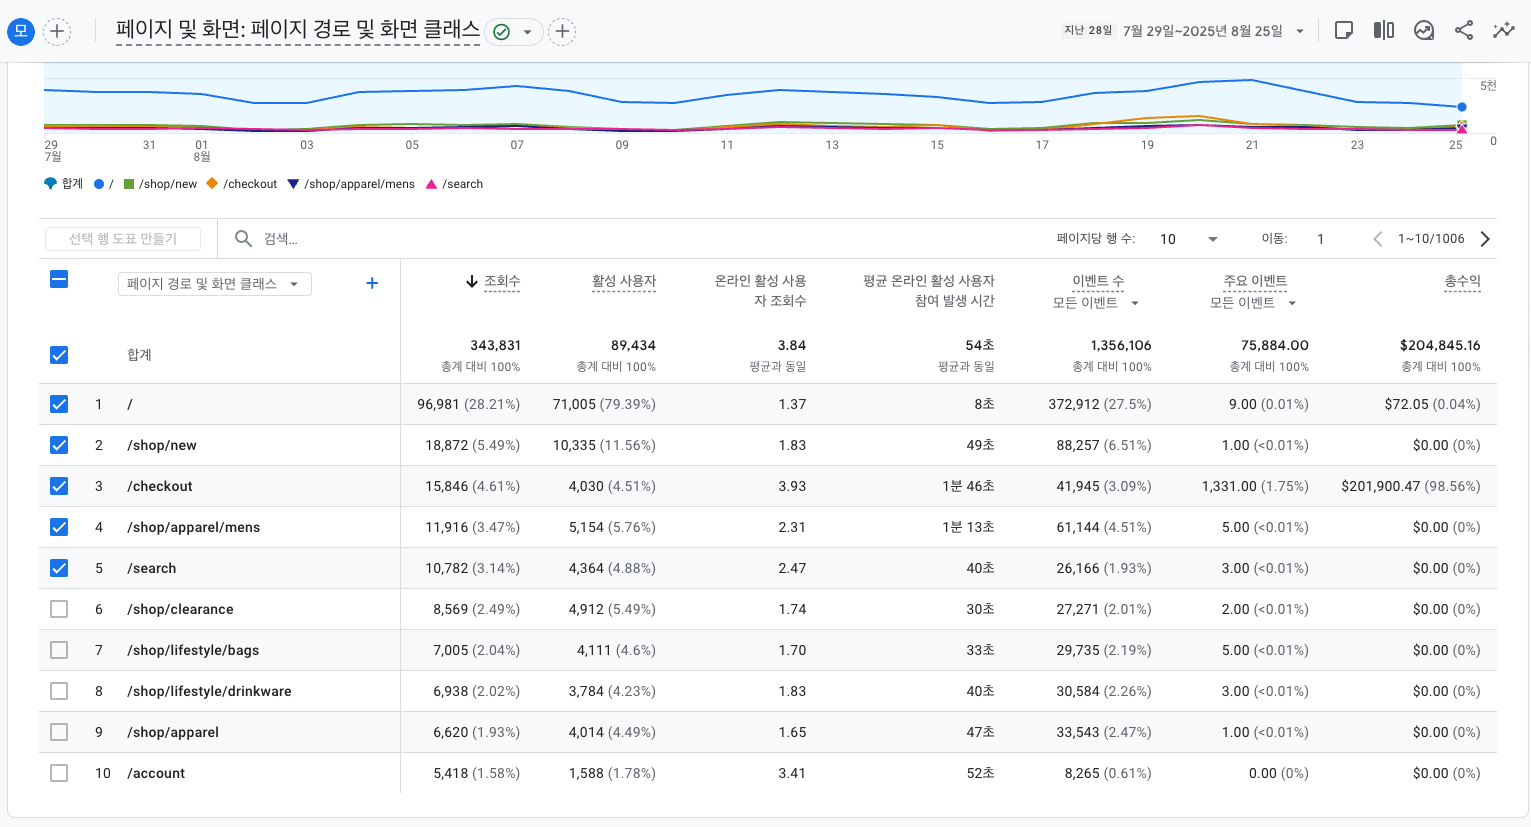 모
페이지 및 화면: 페이지 경로 및 화면 클래스
지난 28일 7월 29일~2025년 8월 25일
5천
0
29 31 01 03 05 07 09 11 13 15 17 19 21 23 25
7월 8월
합계 / /shop/new /checkout /shop/apparel/mens /search
선택 행 도표 만들기 검색... 페이지당 행 수: 10 이동: 1 1~10/1006
페이지 경로 및 화면 클래스 + 조회수 활성 사용자 온라인 활성 사용 평균 온라인 활성 사용자 이벤트 수 주요 이벤트 총수익
자 조회수 참여 발생 시간 모든 이벤트 모든 이벤트
합계 343,831 89,434 3.84 54초 1,356,106 75,884.00 $204,845.16
총계 대비 100% 총계 대비 100% 평균과 동일 평균과 동일 총계 대비 100% 총계 대비 100% 총계 대비 100%
1 / 96,981 (28.21%) 71,005 (79.39%) 1.37 8초 372,912 (27.5%) 9.00 (0.01%) $72.05 (0.04%)
2 /shop/new 18,872 (5.49%) 10,335 (11.56%) 1.83 49초 88,257 (6.51%) 1.00 (<0.01%) $0.00 (0%)
3 /checkout 15,846 (4.61%) 4,030 (4.51%) 3.93 1분 46초 41,945 (3.09%) 1,331.00 (1.75%) $201,900.47 (98.56%)
4 /shop/apparel/mens 11,916 (3.47%) 5,154 (5.76%) 2.31 1분 13초 61,144 (4.51%) 5.00 (<0.01%) $0.00 (0%)
5 /search 10,782 (3.14%) 4,364 (4.88%) 2.47 40초 26,166 (1.93%) 3.00 (<0.01%) $0.00 (0%)
6 /shop/clearance 8,569 (2.49%) 4,912 (5.49%) 1.74 30초 27,271 (2.01%) 2.00 (<0.01%) $0.00 (0%)
7 /shop/lifestyle/bags 7,005 (2.04%) 4,111 (4.6%) 1.70 33초 29,735 (2.19%) 5.00 (<0.01%) $0.00 (0%)
8 /shop/lifestyle/drinkware 6,938 (2.02%) 3,784 (4.23%) 1.83 40초 30,584 (2.26%) 3.00 (<0.01%) $0.00 (0%)
9 /shop/apparel 6,620 (1.93%) 4,014 (4.49%) 1.65 47초 33,543 (2.47%) 1.00 (<0.01%) $0.00 (0%)
10 /account 5,418 (1.58%) 1,588 (1.78%) 3.41 52초 8,265 (0.61%) 0.00 (0%) $0.00 (0%)